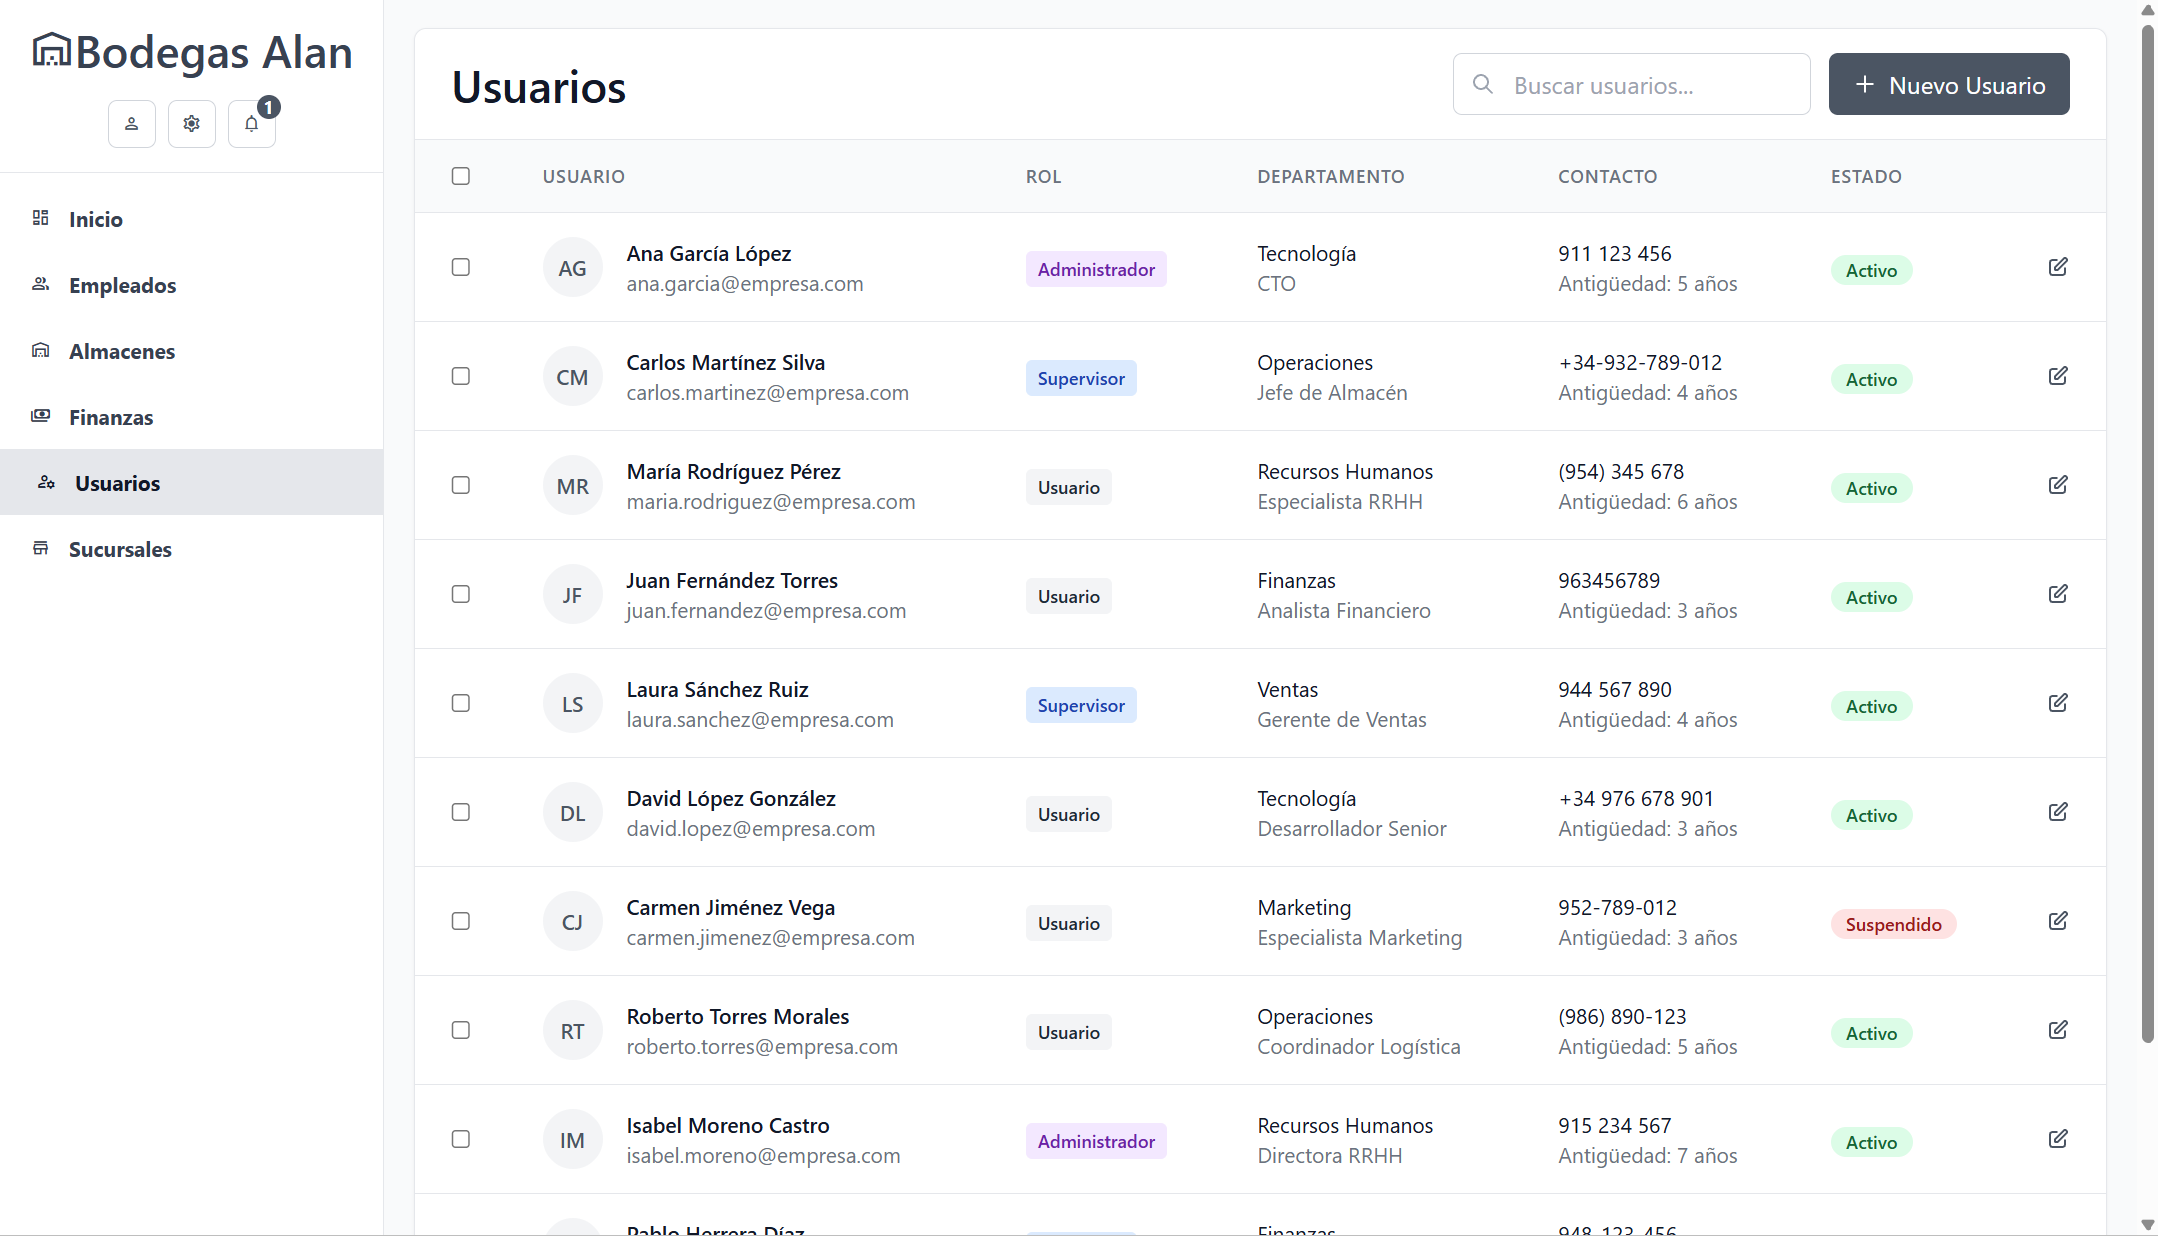 Bodegas Alan
1
Inicio
Empleados
Almacenes
Finanzas
Usuarios
Sucursales
Usuarios
Buscar usuarios...
Nuevo Usuario
USUARIO ROL DEPARTAMENTO CONTACTO ESTADO
AG Ana García López Administrador Tecnología 911 123 456 Activo
ana.garcia@empresa.com CTO Antigüedad: 5 años
CM Carlos Martínez Silva Supervisor Operaciones +34-932-789-012 Activo
carlos.martinez@empresa.com Jefe de Almacén Antigüedad: 4 años
MR María Rodríguez Pérez Usuario Recursos Humanos (954) 345 678 Activo
maria.rodriguez@empresa.com Especialista RRHH Antigüedad: 6 años
JF Juan Fernández Torres Usuario Finanzas 963456789 Activo
juan.fernandez@empresa.com Analista Financiero Antigüedad: 3 años
LS Laura Sánchez Ruiz Supervisor Ventas 944 567 890 Activo
laura.sanchez@empresa.com Gerente de Ventas Antigüedad: 4 años
DL David López González Usuario Tecnología +34 976 678 901 Activo
david.lopez@empresa.com Desarrollador Senior Antigüedad: 3 años
CJ Carmen Jiménez Vega Usuario Marketing 952-789-012 Suspendido
carmen.jimenez@empresa.com Especialista Marketing Antigüedad: 3 años
RT Roberto Torres Morales Usuario Operaciones (986) 890-123 Activo
roberto.torres@empresa.com Coordinador Logística Antigüedad: 5 años
IM Isabel Moreno Castro Administrador Recursos Humanos 915 234 567 Activo
isabel.moreno@empresa.com Directora RRHH Antigüedad: 7 años
Pablo Herrera Díaz Finanzas 948-123-456